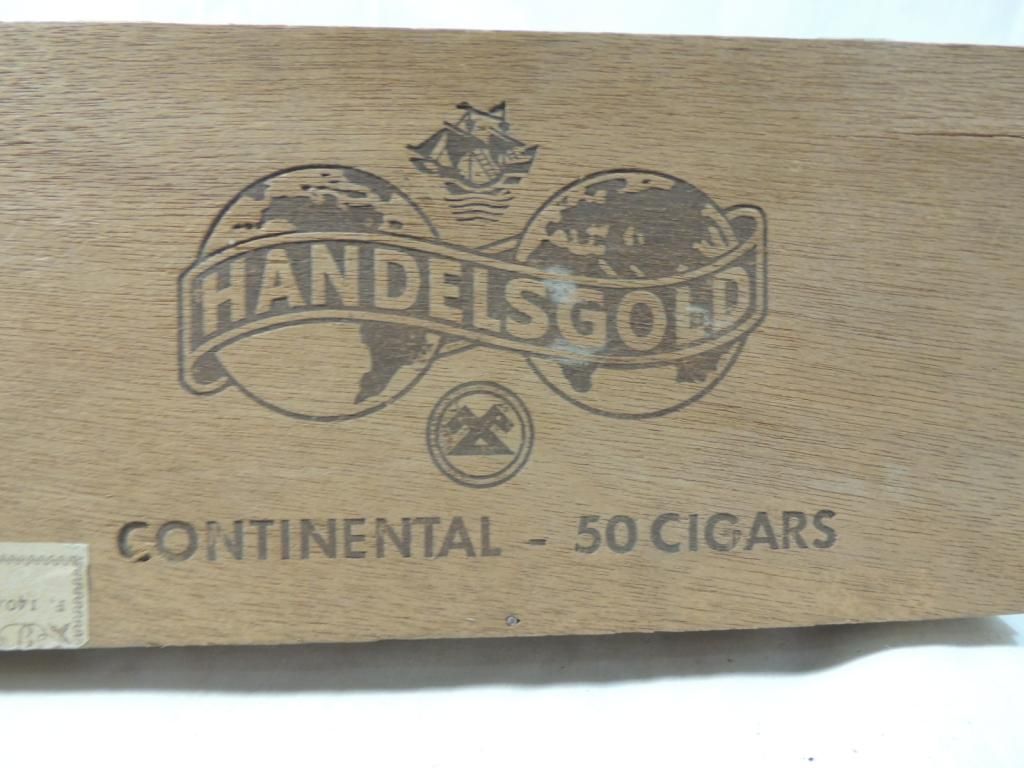 HANDELSGOLD
CONTINENTAL - 50 CIGARS